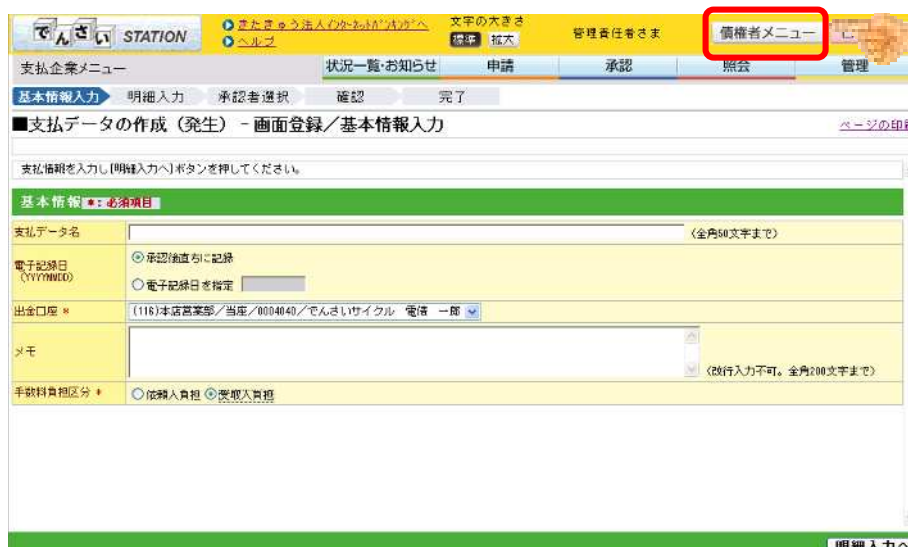 でんさい STATION
きたきゅう法人インターネットバンキングへ
ヘルプ
文字の大きさ
標準 拡大
管理責任者さま
債権者メニュー
支払企業メニュー
状況一覧・お知らせ 申請 承認 照会 管理
基本情報入力 明細入力 承認者選択 確認 完了
■支払データの作成（発生）－画面登録／基本情報入力
ページの印刷
支払情報を入力し[明細入力へ]ボタンを押してください。
基本情報 *：必須項目
支払データ名
（全角50文字まで）
電子記録日
(YYYYMMDD)
承認後直ちに記録
電子記録日を指定
出金口座 *
(116)本店営業部／当座／0004040／でんさいサイクル 電債 一郎
メモ
（改行入力不可。全角200文字まで）
手数料負担区分 *
依頼人負担 受取人負担
明細入力へ